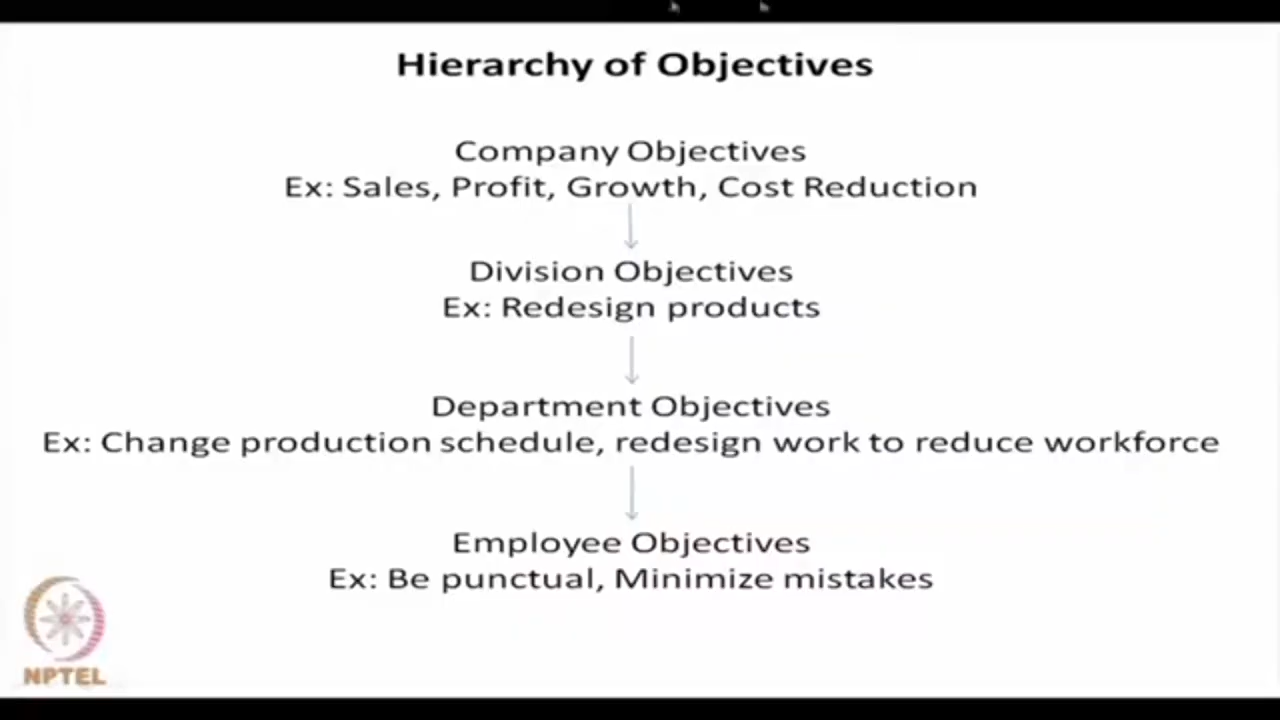 Hierarchy of Objectives
Company Objectives
Ex: Sales, Profit, Growth, Cost Reduction
Division Objectives
Ex: Redesign products
Department Objectives
Ex: Change production schedule, redesign work to reduce workforce
Employee Objectives
Ex: Be punctual, Minimize mistakes
NPTEL